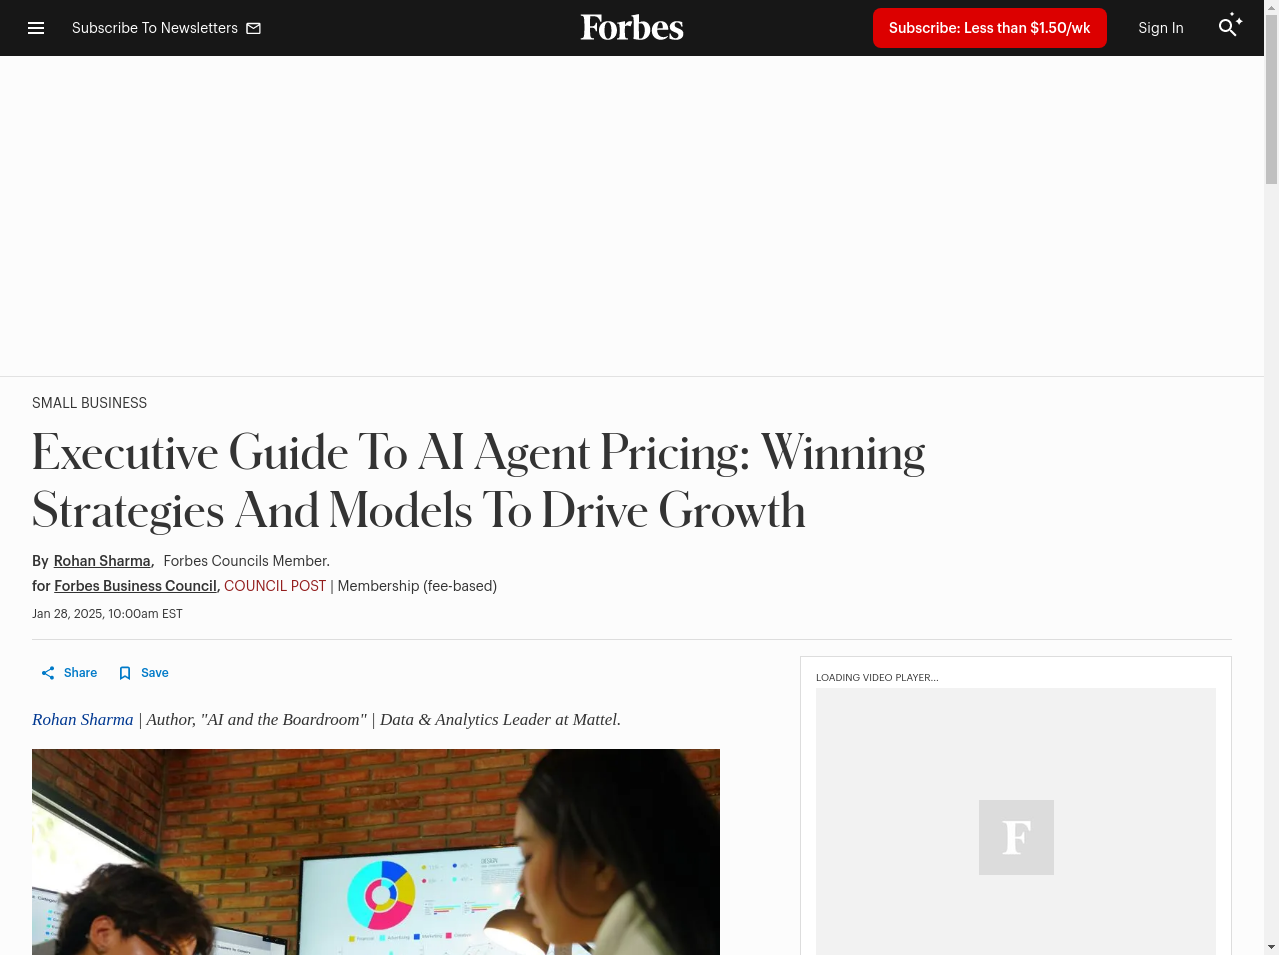 Subscribe To Newsletters
Forbes
Subscribe: Less than $1.50/wk
Sign In
SMALL BUSINESS
Executive Guide To AI Agent Pricing: Winning
Strategies And Models To Drive Growth
By Rohan Sharma, Forbes Councils Member.
for Forbes Business Council, COUNCIL POST | Membership (fee-based)
Jan 28, 2025, 10:00am EST
Share Save
LOADING VIDEO PLAYER...
Rohan Sharma | Author, "AI and the Boardroom" | Data & Analytics Leader at Mattel.
F